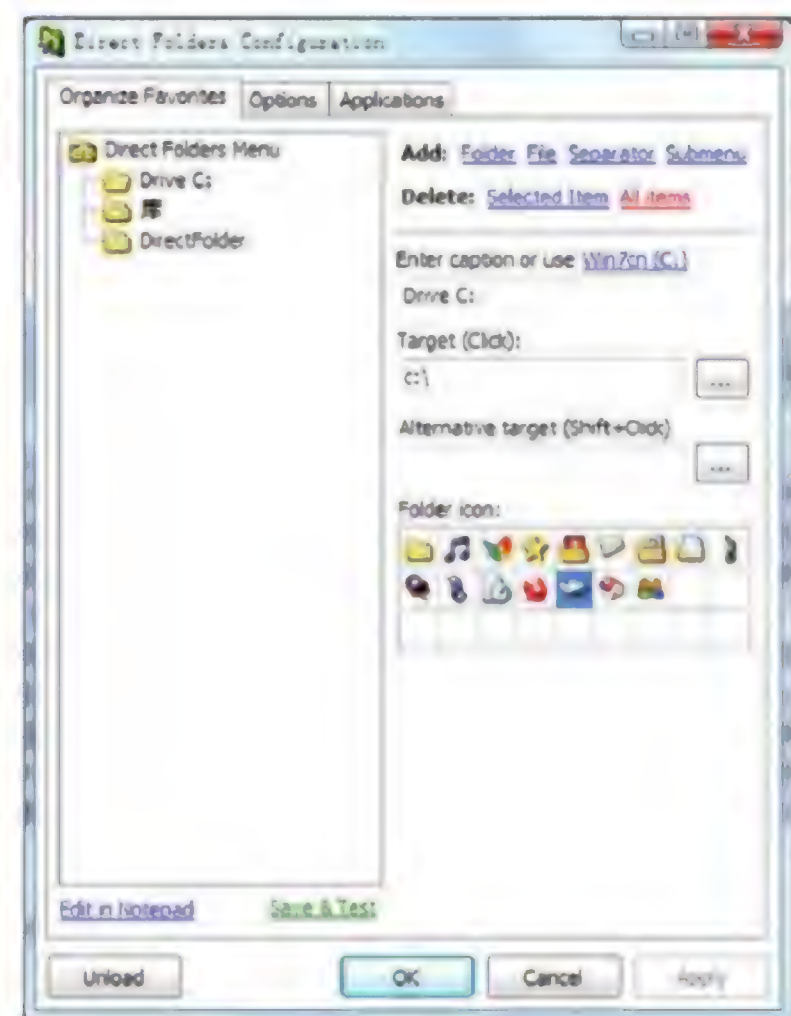 Direct Folders Configuration
Organize Favorites Options Applications
Direct Folders Menu
Drive C:
库
DirectFolder
Add: Folder File Separator Submenu
Delete: Selected Item All items
Enter caption or use Win7cn (C:)
Drive C:
Target (Click):
c:\
...
Alternative target (Shift+Click)
...
Folder icon:
Edit in Notepad Save & Test
Unload OK Cancel Apply